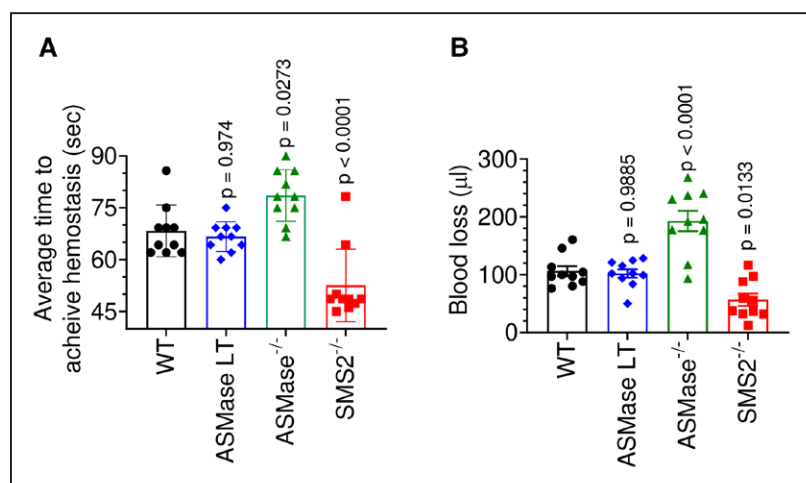 A
Average time to
acheive hemostasis (sec)
90
75
60
45
p = 0.974
p = 0.0273
p < 0.0001
WT
ASMase LT
ASMase-/-
SMS2-/-
B
Blood loss (µl)
300
200
100
0
p = 0.9885
p < 0.0001
p = 0.0133
WT
ASMase LT
ASMase-/-
SMS2-/-